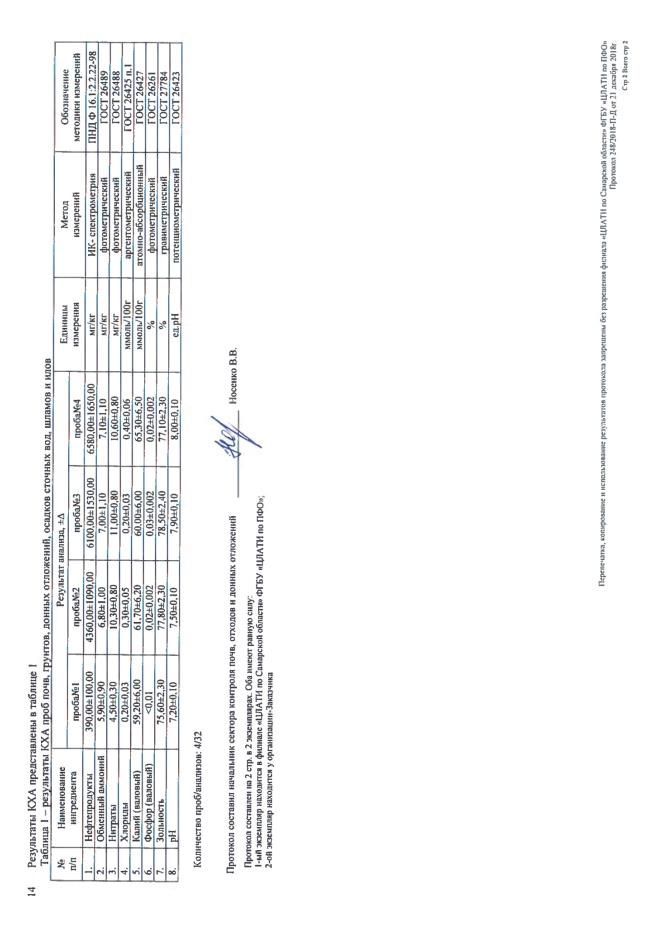 14
Результаты КХА представлены в таблице 1
Таблица 1 – результаты КХА проб почв, грунтов, донных отложений, осадков сточных вод, шламов и илов
№ п/п | Наименование ингредиента | Результат анализа, ±Δ | Единицы измерения | Метод измерений | Обозначение методики измерений
проба№1 | проба№2 | проба№3 | проба№4
1. | Нефтепродукты | 390,00±100,00 | 4360,00±1090,00 | 6100,00±1530,00 | 6580,00±1650,00 | мг/кг | ИК- спектрометрия | ПНД Ф 16.1:2.2.22-98
2. | Обменный аммоний | 5,90±0,90 | 6,80±1,00 | 7,00±1,10 | 7,10±1,10 | мг/кг | фотометрический | ГОСТ 26489
3. | Нитраты | 4,50±0,30 | 10,30±0,80 | 11,00±0,80 | 10,60±0,80 | мг/кг | фотометрический | ГОСТ 26488
4. | Хлориды | 0,20±0,03 | 0,30±0,05 | 0,20±0,03 | 0,40±0,06 | ммоль/100г | аргентометрический | ГОСТ 26425 п.1
5. | Калий (валовый) | 59,20±6,00 | 61,70±6,20 | 60,00±6,00 | 65,30±6,50 | ммоль/100г | атомно-абсорбционный | ГОСТ 26427
6. | Фосфор (валовый) | <0,01 | 0,02±0,002 | 0,03±0,002 | 0,02±0,002 | % | фотометрический | ГОСТ 26261
7. | Зольность | 75,60±2,30 | 77,80±2,30 | 78,50±2,40 | 77,10±2,30 | % | гравиметрический | ГОСТ 27784
8. | pH | 7,20±0,10 | 7,50±0,10 | 7,90±0,10 | 8,00±0,10 | ед.pH | потенциометрический | ГОСТ 26423
Количество проб/анализов: 4/32
Протокол составил начальник сектора контроля почв, отходов и донных отложений Носенко В.В.
Протокол составлен на 2 стр. в 2 экземплярах. Оба имеют равную силу:
1-ый экземпляр находится в филиале «ЦЛАТИ по Самарской области» ФГБУ «ЦЛАТИ по ПФО»;
2-ой экземпляр находится у организации-Заказчика
Перепечатка, копирование и использование результатов протокола запрещены без разрешения филиала «ЦЛАТИ по Самарской области» ФГБУ «ЦЛАТИ по ПФО»
Протокол 248/2018-П-Д от 21 декабря 2018г
Стр 2 Всего стр 2